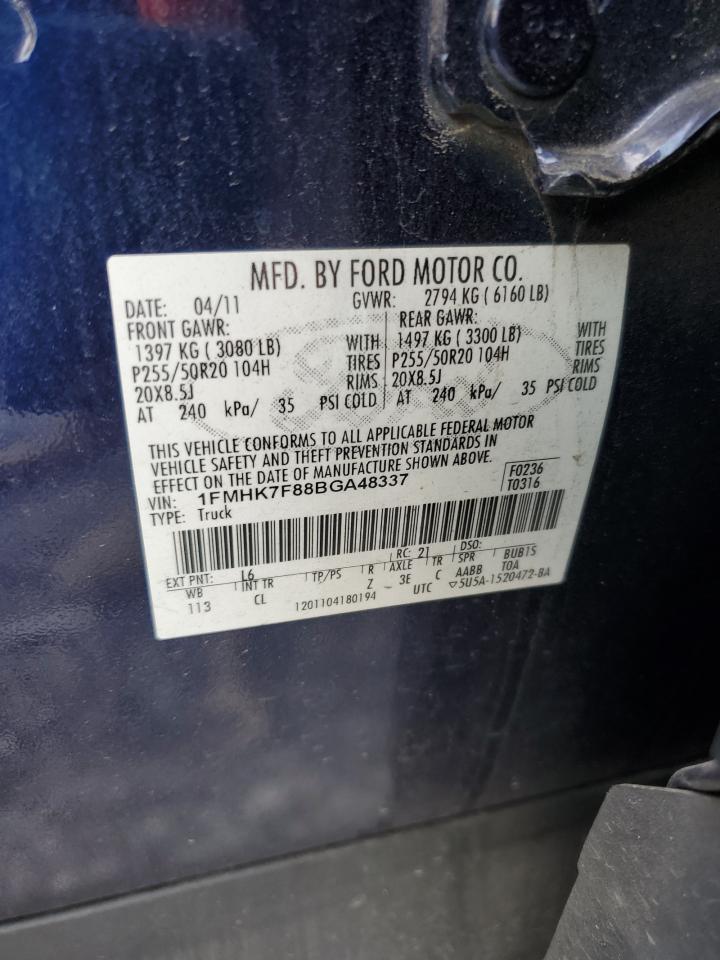 MFD. BY FORD MOTOR CO.
DATE: 04/11 GVWR: 2794 KG ( 6160 LB)
FRONT GAWR: REAR GAWR:
1397 KG ( 3080 LB) WITH 1497 KG ( 3300 LB) WITH
P255/50R20 104H TIRES P255/50R20 104H TIRES
20X8.5J RIMS 20X8.5J RIMS
AT 240 kPa/ 35 PSI COLD AT 240 kPa/ 35 PSI COLD
THIS VEHICLE CONFORMS TO ALL APPLICABLE FEDERAL MOTOR
VEHICLE SAFETY AND THEFT PREVENTION STANDARDS IN
EFFECT ON THE DATE OF MANUFACTURE SHOWN ABOVE.
VIN: 1FMHK7F88BGA48337 F0236
TYPE: Truck T0316
EXT PNT: L6 RC: 21 DSO:
WB INT TR TP/PS R AXLE TR SPR BUB1S
113 CL Z 3E C AABB T0A
1201104180194 UTC ▽5U5A-1520472-BA